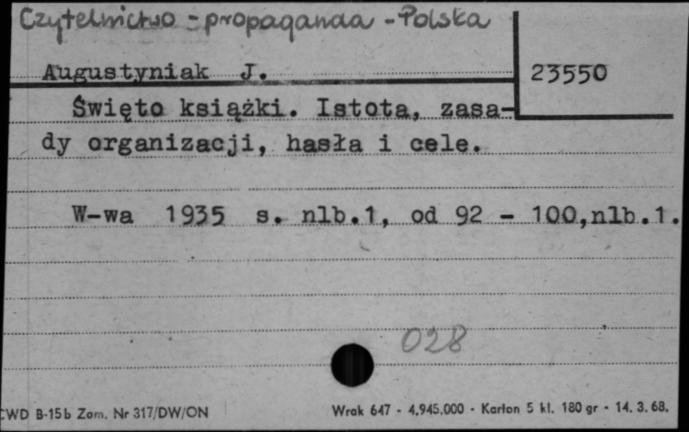 Czytelnictwo - propaganda - Polska
Augustyniak J.
23550
Święto książki. Istota, zasa-
dy organizacji, hasła i cele.
W-wa 1935 s. nlb.1, od 92 - 100,nlb.1.
028
CWD B-15b Zam. Nr 317/DW/ON
Wrak 647 - 4.945.000 - Karton 5 kl. 180 gr - 14. 3. 68.